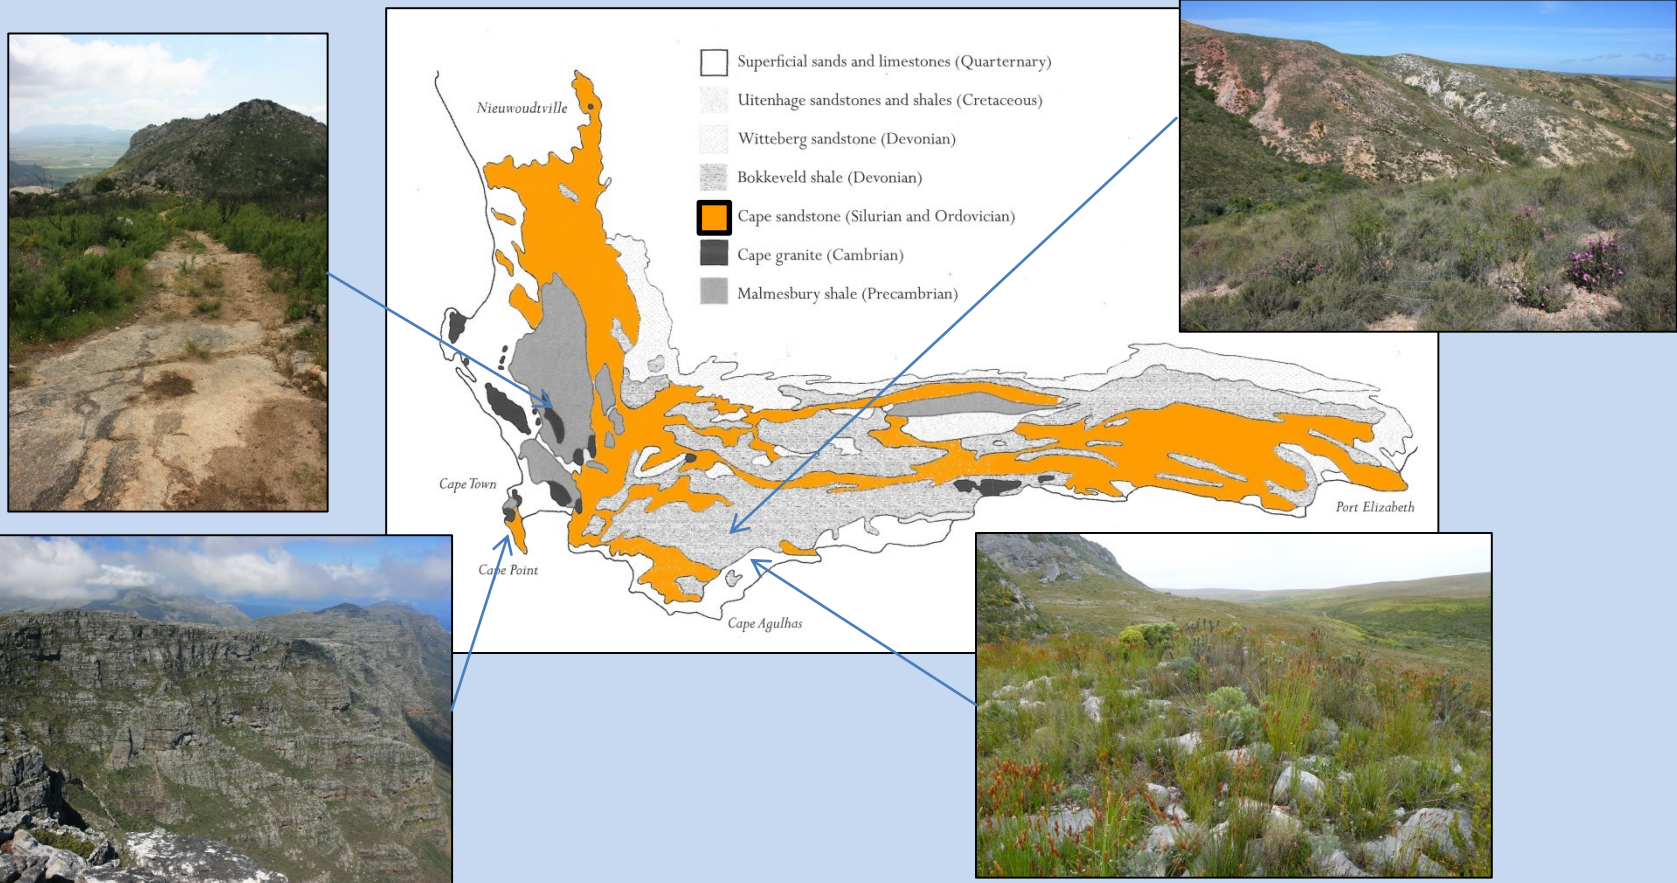 Nieuwoudtville
Superficial sands and limestones (Quarternary)
Uitenhage sandstones and shales (Cretaceous)
Witteberg sandstone (Devonian)
Bokkeveld shale (Devonian)
Cape sandstone (Silurian and Ordovician)
Cape granite (Cambrian)
Malmesbury shale (Precambrian)
Cape Town
Port Elizabeth
Cape Point
Cape Agulhas